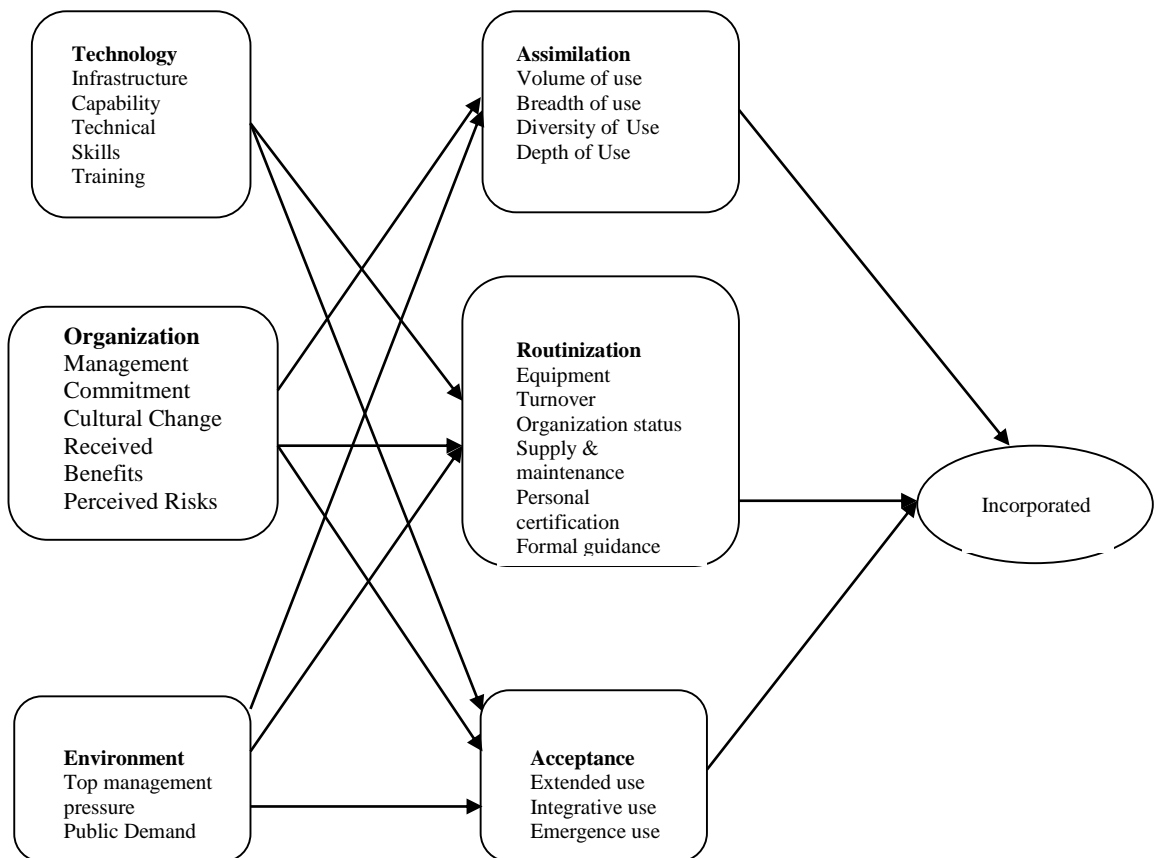 Technology
Infrastructure
Capability
Technical
Skills
Training
Assimilation
Volume of use
Breadth of use
Diversity of Use
Depth of Use
Organization
Management
Commitment
Cultural Change
Received
Benefits
Perceived Risks
Routinization
Equipment
Turnover
Organization status
Supply &
maintenance
Personal
certification
Formal guidance
Incorporated
Environment
Top management
pressure
Public Demand
Acceptance
Extended use
Integrative use
Emergence use